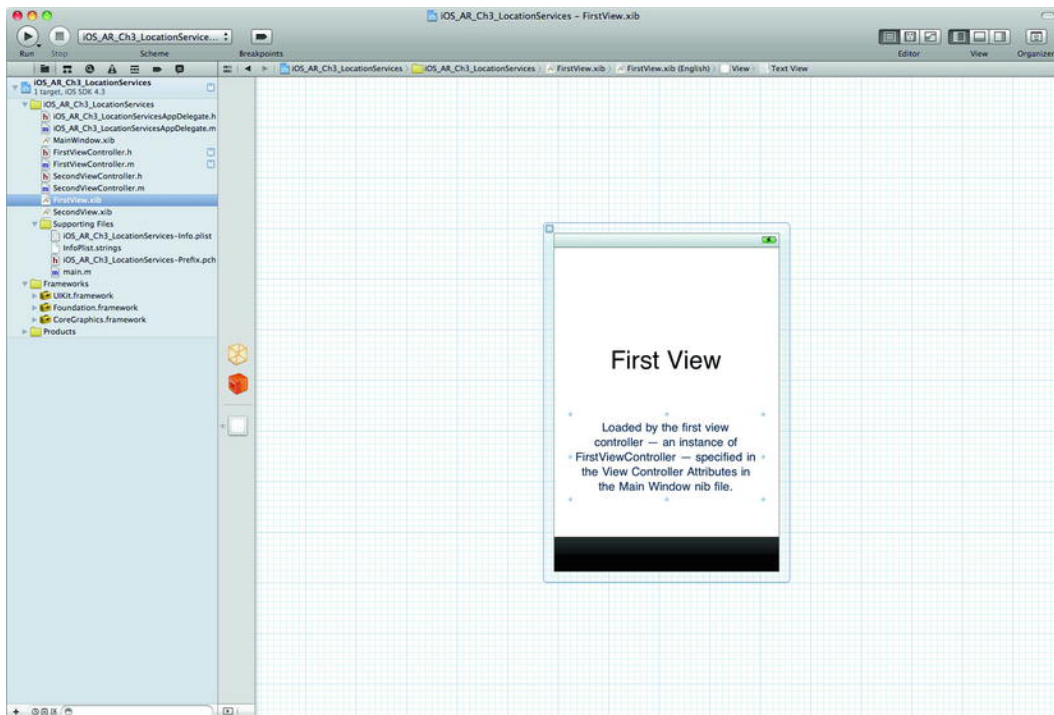 iOS_AR_Ch3_LocationServices – FirstView.xib
iOS_AR_Ch3_LocationService...
Run Stop Scheme Breakpoints Editor View Organizer
iOS_AR_Ch3_LocationServices iOS_AR_Ch3_LocationServices FirstView.xib FirstView.xib (English) View Text View
iOS_AR_Ch3_LocationServices
1 target, iOS SDK 4.3
iOS_AR_Ch3_LocationServices
iOS_AR_Ch3_LocationServicesAppDelegate.h
iOS_AR_Ch3_LocationServicesAppDelegate.m
MainWindow.xib
FirstViewController.h
FirstViewController.m
SecondViewController.h
SecondViewController.m
FirstView.xib
SecondView.xib
Supporting Files
iOS_AR_Ch3_LocationServices-Info.plist
InfoPlist.strings
iOS_AR_Ch3_LocationServices-Prefix.pch
main.m
Frameworks
UIKit.framework
Foundation.framework
CoreGraphics.framework
Products
First View
Loaded by the first view
controller — an instance of
FirstViewController — specified in
the View Controller Attributes in
the Main Window nib file.